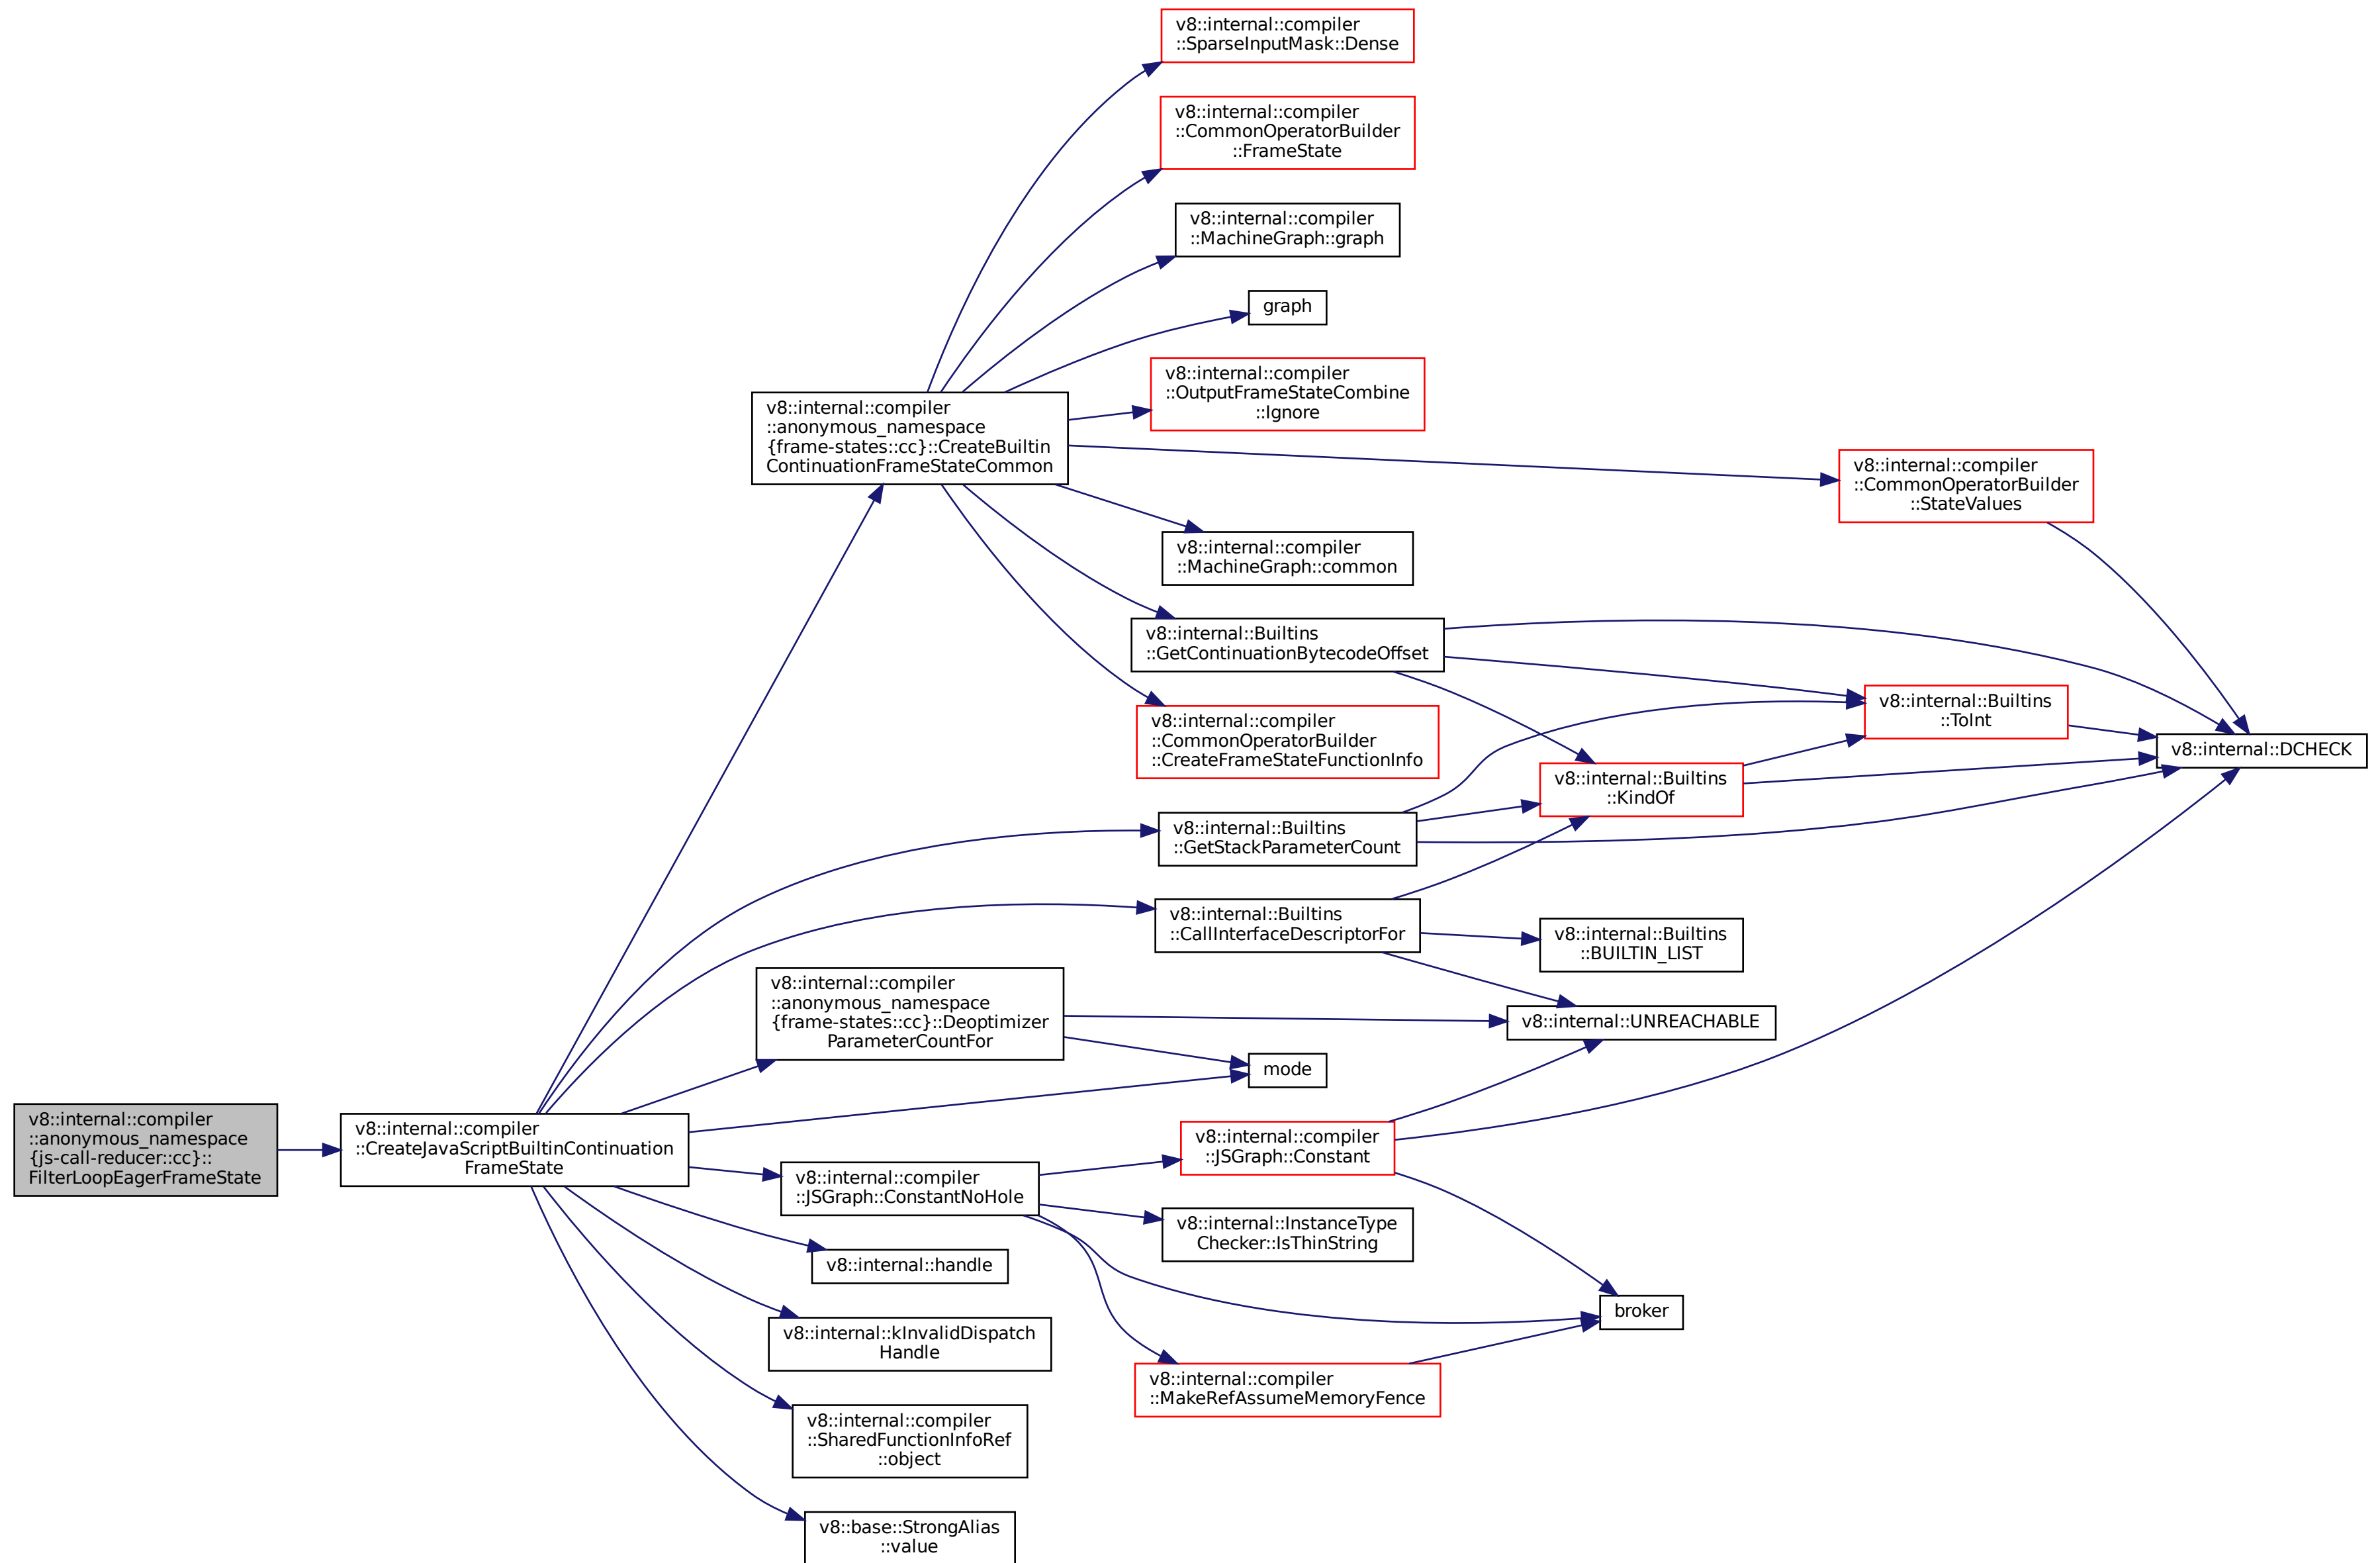 v8::internal::compiler
::SparseInputMask::Dense
v8::internal::compiler
::CommonOperatorBuilder
::FrameState
v8::internal::compiler
::MachineGraph::graph
graph
v8::internal::compiler
::OutputFrameStateCombine
::Ignore
v8::internal::compiler
::anonymous_namespace
{frame-states::cc}::CreateBuiltin
ContinuationFrameStateCommon
v8::internal::compiler
::CommonOperatorBuilder
::StateValues
v8::internal::compiler
::MachineGraph::common
v8::internal::Builtins
::GetContinuationBytecodeOffset
v8::internal::Builtins
::ToInt
v8::internal::compiler
::CommonOperatorBuilder
::CreateFrameStateFunctionInfo
v8::internal::DCHECK
v8::internal::Builtins
::KindOf
v8::internal::Builtins
::GetStackParameterCount
v8::internal::Builtins
::CallInterfaceDescriptorFor
v8::internal::Builtins
::BUILTIN_LIST
v8::internal::compiler
::anonymous_namespace
{frame-states::cc}::Deoptimizer
ParameterCountFor
v8::internal::UNREACHABLE
mode
v8::internal::compiler
::anonymous_namespace
{js-call-reducer::cc}::
FilterLoopEagerFrameState
v8::internal::compiler
::CreateJavaScriptBuiltinContinuation
FrameState
v8::internal::compiler
::JSGraph::Constant
v8::internal::compiler
::JSGraph::ConstantNoHole
v8::internal::InstanceType
Checker::IsThinString
v8::internal::handle
broker
v8::internal::kInvalidDispatch
Handle
v8::internal::compiler
::MakeRefAssumeMemoryFence
v8::internal::compiler
::SharedFunctionInfoRef
::object
v8::base::StrongAlias
::value